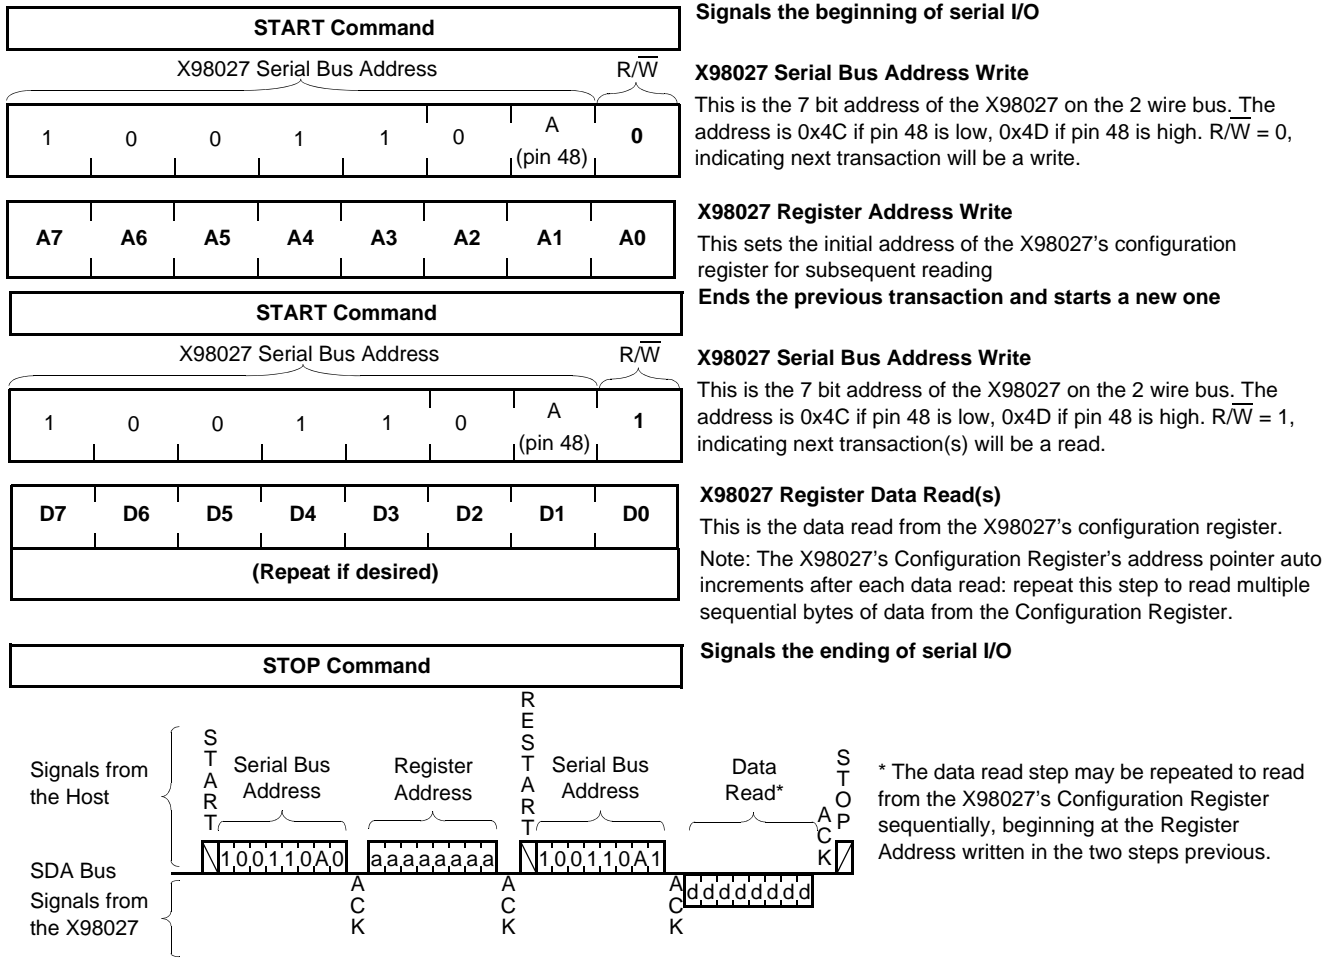 START Command
Signals the beginning of serial I/O
X98027 Serial Bus Address
R/W
1 0 0 1 1 0 A (pin 48) 0
X98027 Serial Bus Address Write
This is the 7 bit address of the X98027 on the 2 wire bus. The
address is 0x4C if pin 48 is low, 0x4D if pin 48 is high. R/W = 0,
indicating next transaction will be a write.
A7 A6 A5 A4 A3 A2 A1 A0
X98027 Register Address Write
This sets the initial address of the X98027's configuration
register for subsequent reading
START Command
Ends the previous transaction and starts a new one
X98027 Serial Bus Address
R/W
1 0 0 1 1 0 A (pin 48) 1
X98027 Serial Bus Address Write
This is the 7 bit address of the X98027 on the 2 wire bus. The
address is 0x4C if pin 48 is low, 0x4D if pin 48 is high. R/W = 1,
indicating next transaction(s) will be a read.
D7 D6 D5 D4 D3 D2 D1 D0
(Repeat if desired)
X98027 Register Data Read(s)
This is the data read from the X98027's configuration register.
Note: The X98027's Configuration Register's address pointer auto
increments after each data read: repeat this step to read multiple
sequential bytes of data from the Configuration Register.
STOP Command
Signals the ending of serial I/O
Signals from
the Host
START
Serial Bus
Address
Register
Address
RESTART
Serial Bus
Address
Data
Read*
ACK
STOP
* The data read step may be repeated to read
from the X98027's Configuration Register
sequentially, beginning at the Register
Address written in the two steps previous.
1 0 0 1 1 0 A 0
a a a a a a a a
1 0 0 1 1 0 A 1
SDA Bus
Signals from
the X98027
ACK
ACK
ACK
d d d d d d d d